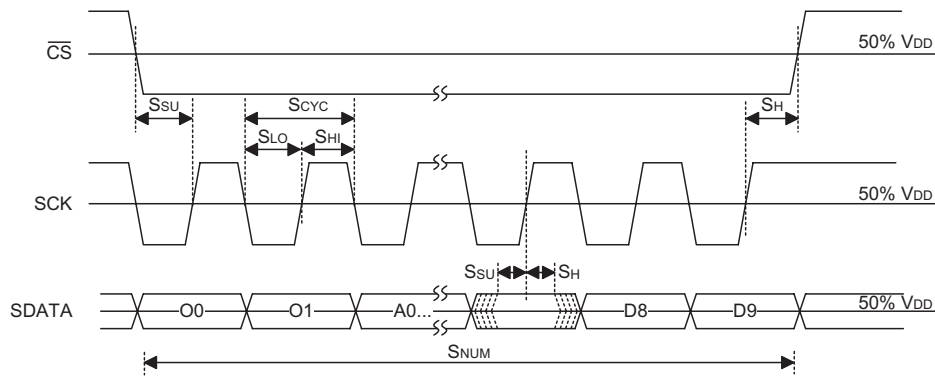 CS
50% VDD
SSU
SCYC
SH
SLO
SHI
SCK
50% VDD
SSU
SH
SDATA
O0
O1
A0...
D8
D9
50% VDD
SNUM